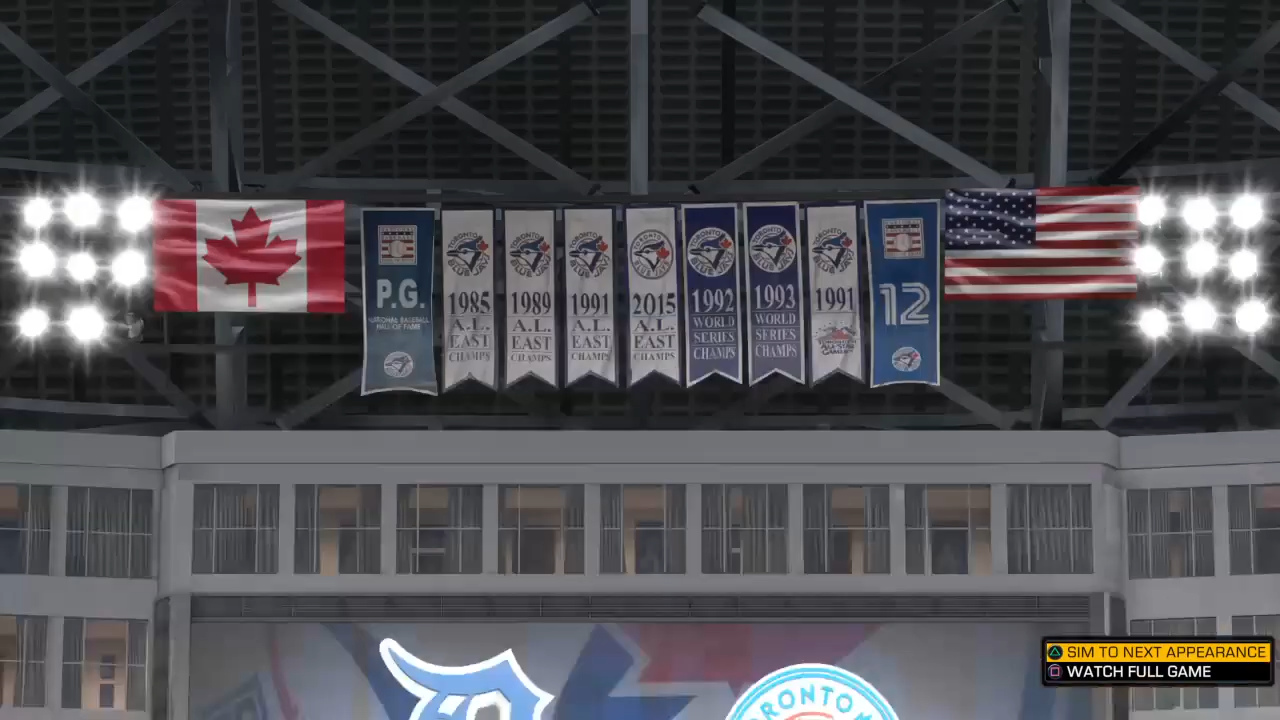 P.G.
NATIONAL BASEBALL
HALL OF FAME
TORONTO
BLUE JAYS
1985
A.L.
EAST
CHAMPS
TORONTO
BLUE JAYS
1989
A.L.
EAST
CHAMPS
TORONTO
BLUE JAYS
1991
A.L.
EAST
CHAMPS
TORONTO
BLUE JAYS
2015
A.L.
EAST
CHAMPS
TORONTO
BLUE JAYS
1992
WORLD
SERIES
CHAMPS
TORONTO
BLUE JAYS
1993
WORLD
SERIES
CHAMPS
TORONTO
BLUE JAYS
1991
12
SIM TO NEXT APPEARANCE
WATCH FULL GAME
D
TORONTO